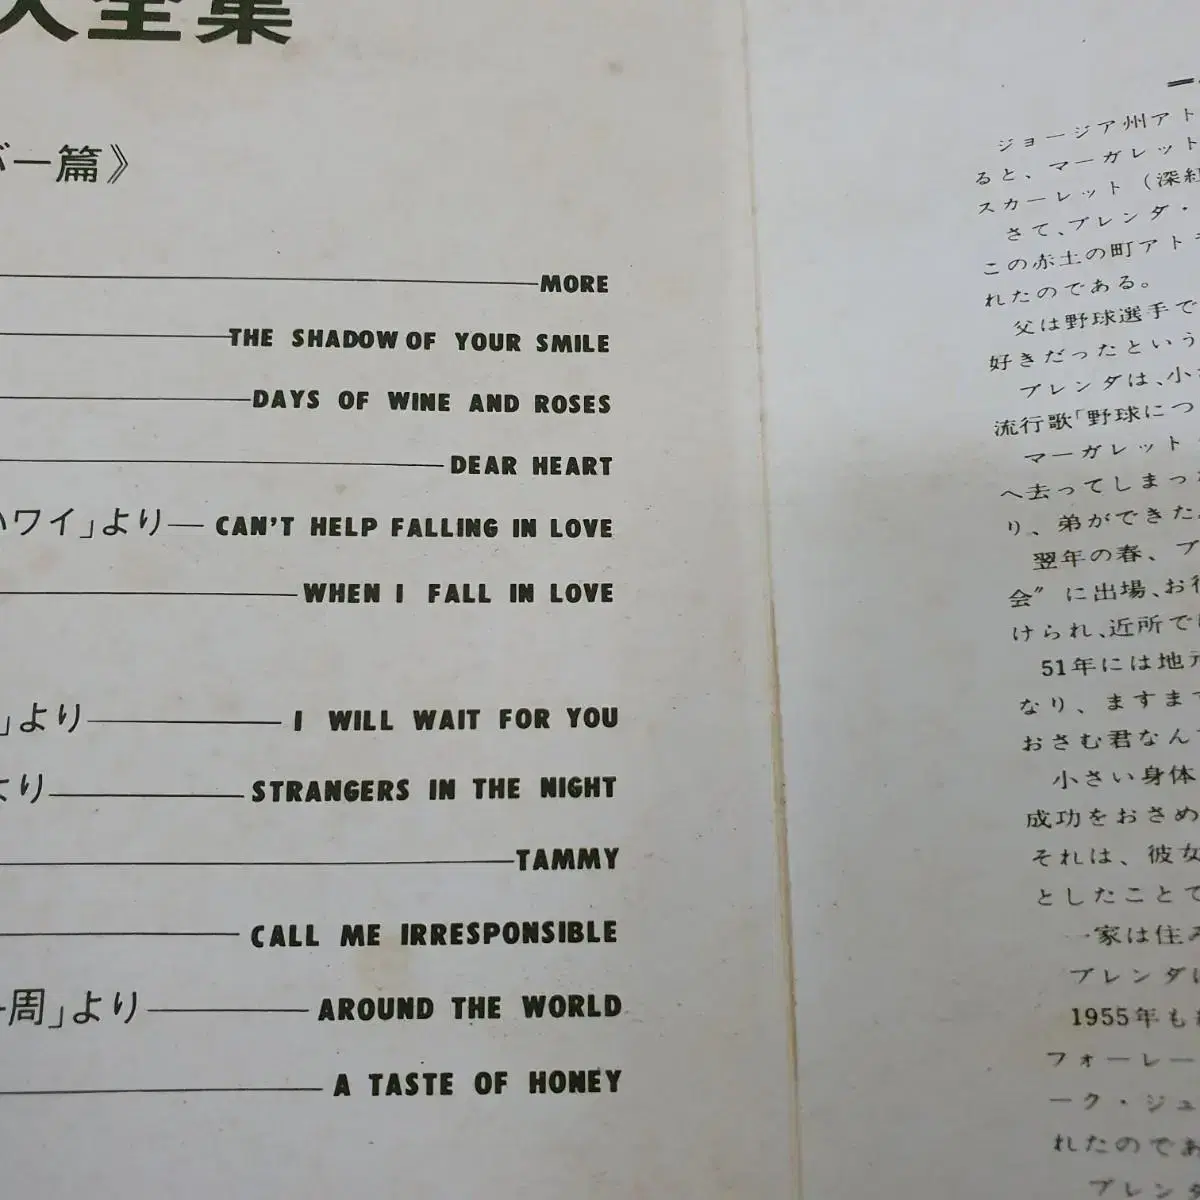 大全集
バー篇》
MORE
THE SHADOW OF YOUR SMILE
DAYS OF WINE AND ROSES
DEAR HEART
ハワイ」より CAN'T HELP FALLING IN LOVE
WHEN I FALL IN LOVE
」より I WILL WAIT FOR YOU
より STRANGERS IN THE NIGHT
TAMMY
CALL ME IRRESPONSIBLE
周」より AROUND THE WORLD
A TASTE OF HONEY
ジョージア州アト
ると、マーガレット
スカーレット(深紅
さて、ブレンダ・
この赤土の町アト
れたのである。
父は野球選手で
好きだったという
ブレンダは、小
流行歌「野球につ
マーガレット
へ去ってしまっ
り、弟ができた
翌年の春、ブ
会〞に出場、お
けられ、近所で
51年には地元
なり、ますます
おさむ君なん
小さい身体
成功をおさめ
それは、彼女
としたことで
一家は住み
ブレンダは
1955年も
フォーレー
ーク・ジュ
れたのであ
ブレンダ